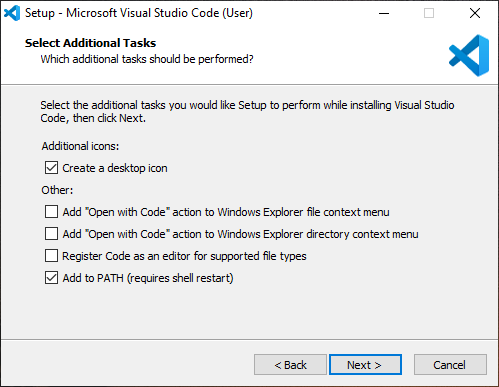 Setup - Microsoft Visual Studio Code (User)
Select Additional Tasks
Which additional tasks should be performed?
Select the additional tasks you would like Setup to perform while installing Visual Studio
Code, then click Next.
Additional icons:
Create a desktop icon
Other:
Add "Open with Code" action to Windows Explorer file context menu
Add "Open with Code" action to Windows Explorer directory context menu
Register Code as an editor for supported file types
Add to PATH (requires shell restart)
< Back
Next >
Cancel